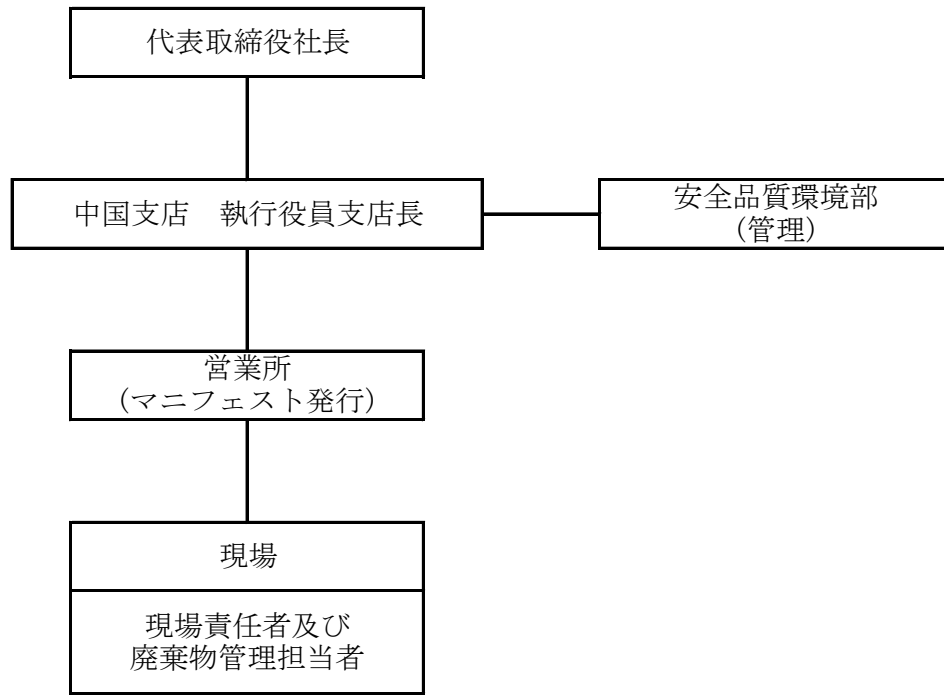 代表取締役社長
中国支店　執行役員支店長
安全品質環境部
（管理）
営業所
（マニフェスト発行）
現場
現場責任者及び
廃棄物管理担当者